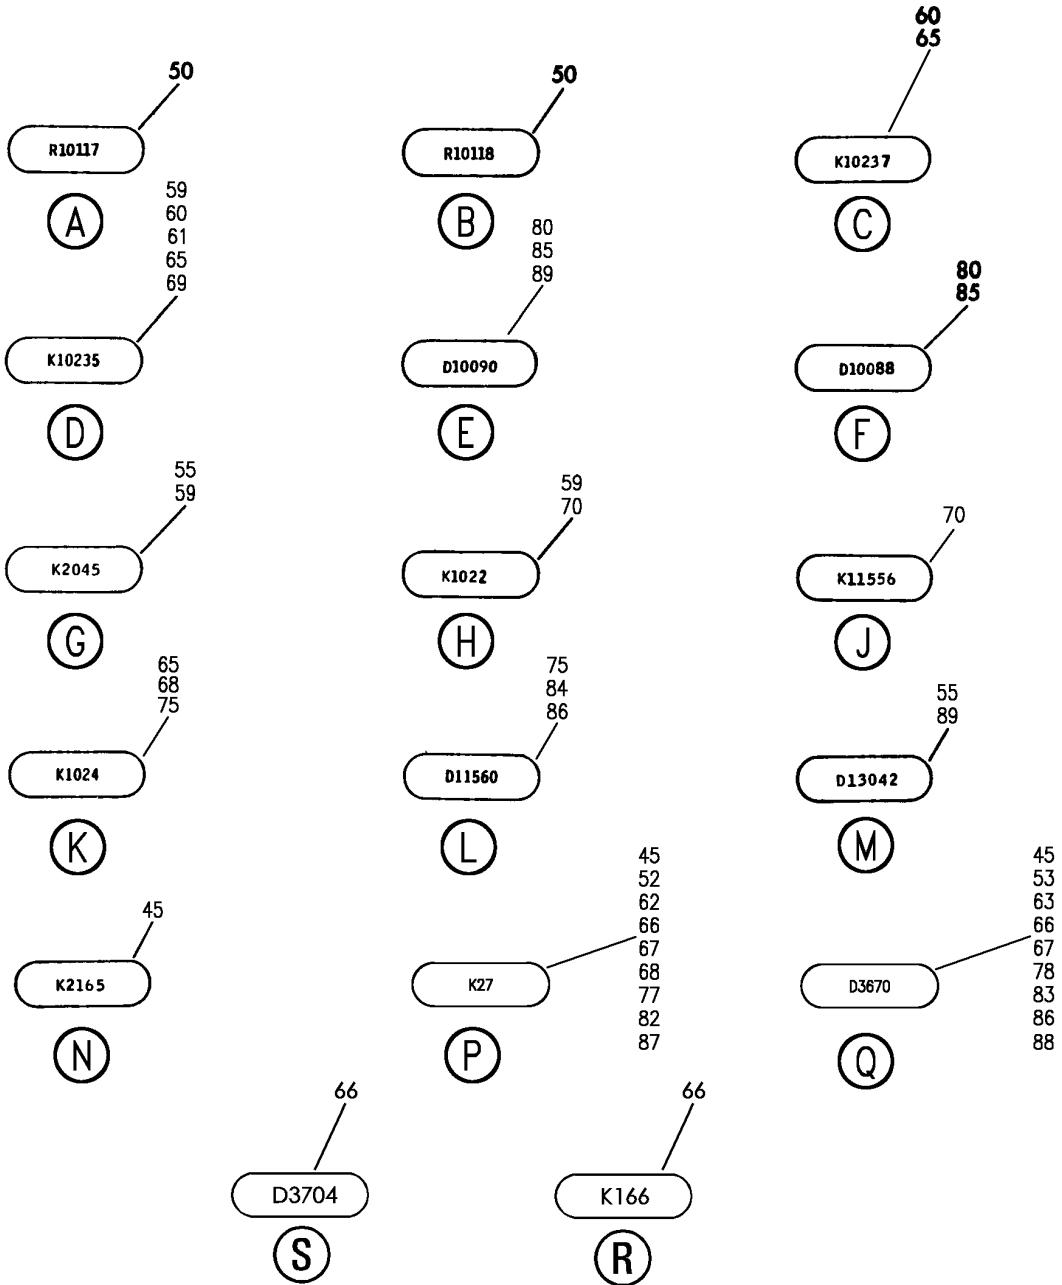 50
R10117
A
50
R10118
B
60
65
K10237
C
59
60
61
65
69
K10235
D
80
85
89
D10090
E
80
85
D10088
F
55
59
K2045
G
59
70
K1022
H
70
K11556
J
65
68
75
K1024
K
75
84
86
D11560
L
55
89
D13042
M
45
K2165
N
45
52
62
66
67
68
77
82
87
K27
P
45
53
63
66
67
78
83
86
88
D3670
Q
66
D3704
S
66
K166
R